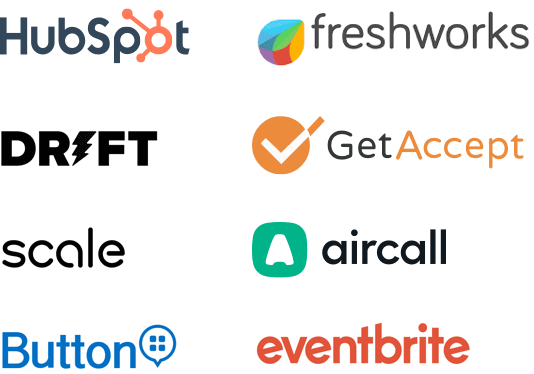 HubSpot
freshworks
DRIFT
GetAccept
scale
aircall
Button
eventbrite